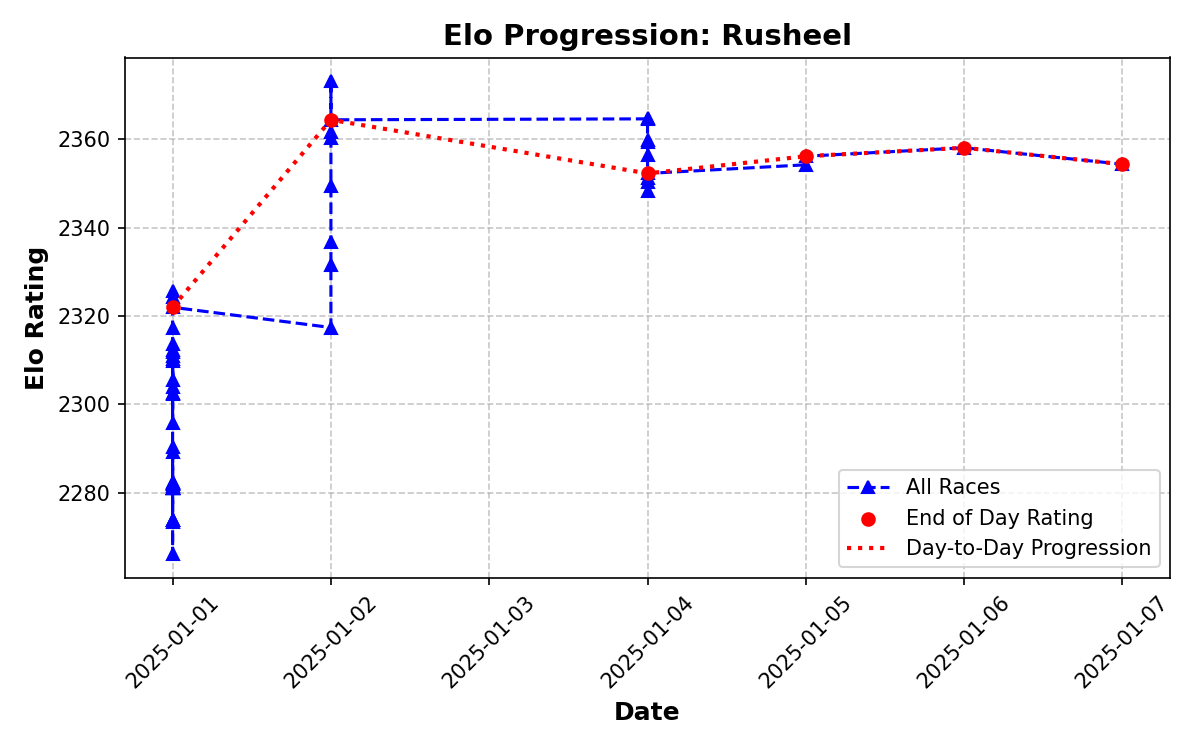 Elo Progression: Rusheel
Elo Rating
2360
2340
2320
2300
2280
All Races
End of Day Rating
Day-to-Day Progression
2025-01-01
2025-01-02
2025-01-03
2025-01-04
2025-01-05
2025-01-06
2025-01-07
Date